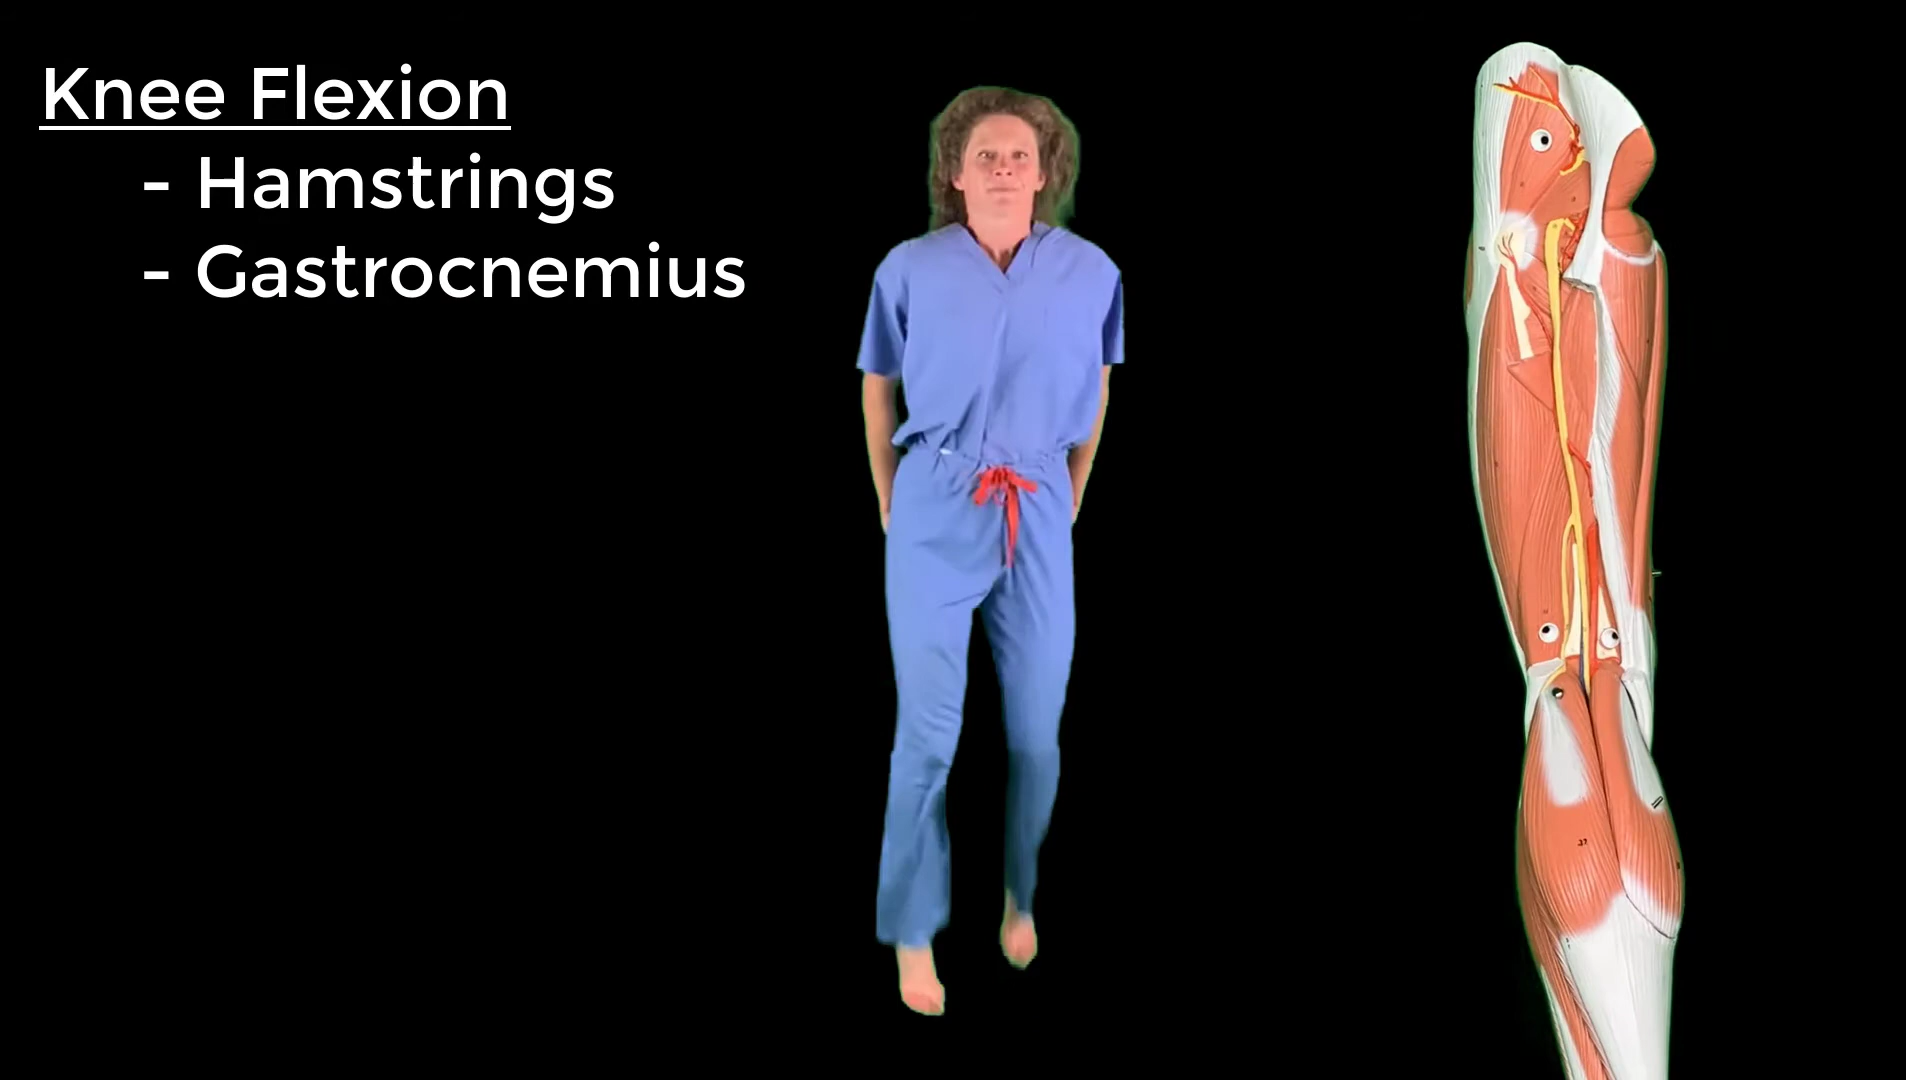 Knee Flexion
- Hamstrings
- Gastrocnemius